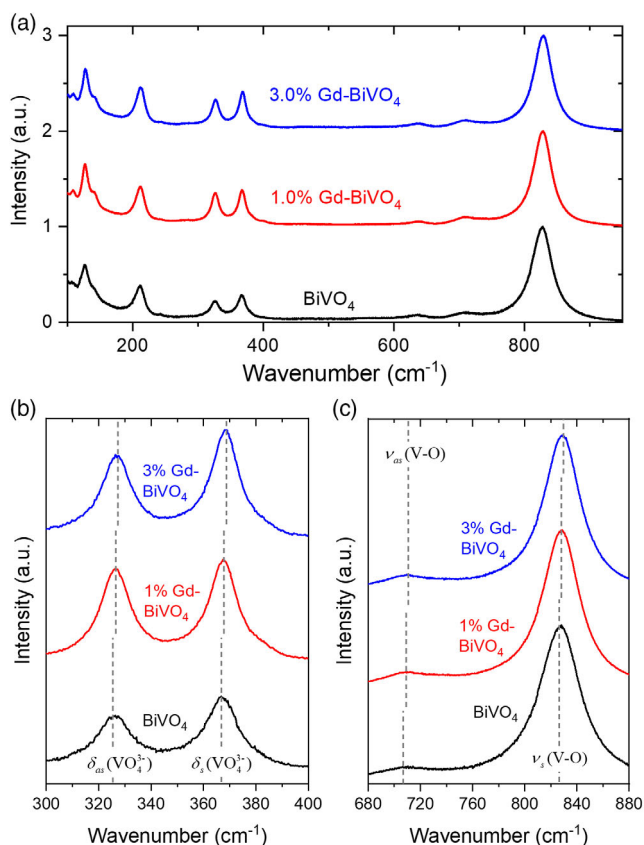 (a)
3
2
1
0
Intensity (a.u.)
3.0% Gd-BiVO₄
1.0% Gd-BiVO₄
BiVO₄
200 400 600 800
Wavenumber (cm⁻¹)
(b)
Intensity (a.u.)
3% Gd-
BiVO₄
1% Gd-
BiVO₄
BiVO₄
δas(VO₄³⁻) δs(VO₄³⁻)
300 320 340 360 380 400
Wavenumber (cm⁻¹)
(c)
Intensity (a.u.)
νas(V-O)
3% Gd-
BiVO₄
1% Gd-
BiVO₄
BiVO₄
νs(V-O)
680 720 760 800 840 880
Wavenumber (cm⁻¹)